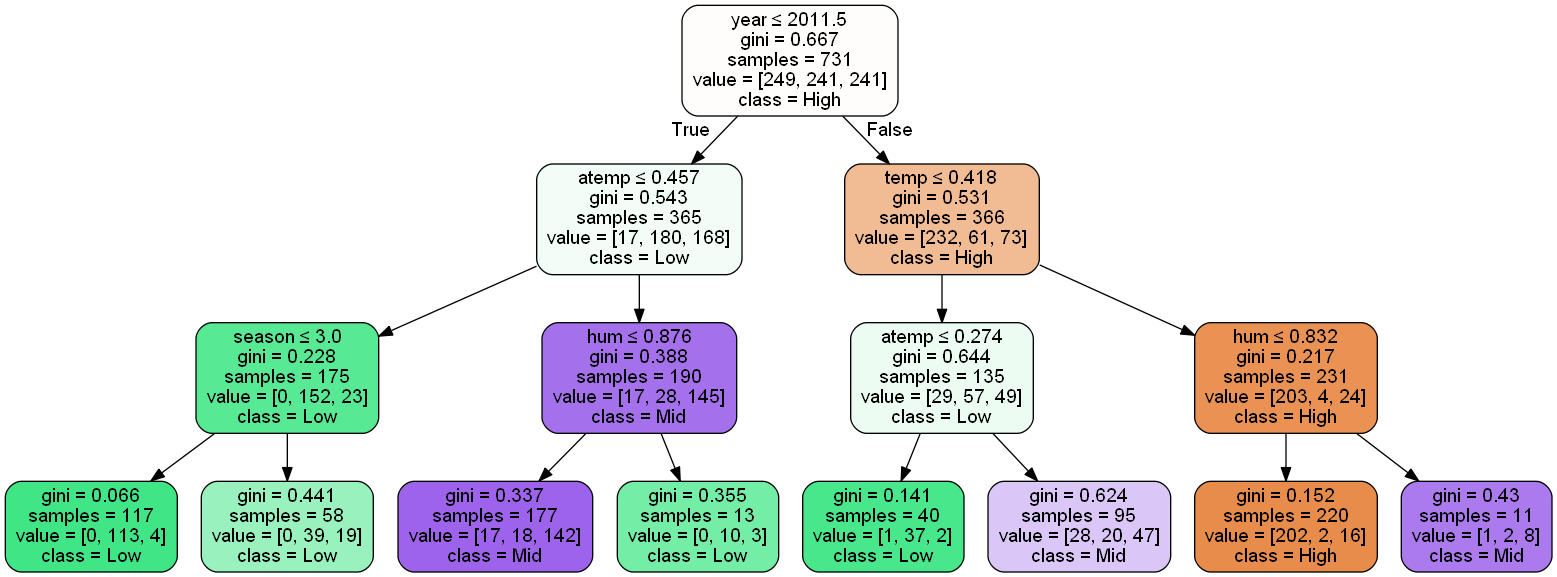 year ≤ 2011.5
gini = 0.667
samples = 731
value = [249, 241, 241]
class = High
True
False
atemp ≤ 0.457
gini = 0.543
samples = 365
value = [17, 180, 168]
class = Low
temp ≤ 0.418
gini = 0.531
samples = 366
value = [232, 61, 73]
class = High
season ≤ 3.0
gini = 0.228
samples = 175
value = [0, 152, 23]
class = Low
hum ≤ 0.876
gini = 0.388
samples = 190
value = [17, 28, 145]
class = Mid
atemp ≤ 0.274
gini = 0.644
samples = 135
value = [29, 57, 49]
class = Low
hum ≤ 0.832
gini = 0.217
samples = 231
value = [203, 4, 24]
class = High
gini = 0.066
samples = 117
value = [0, 113, 4]
class = Low
gini = 0.441
samples = 58
value = [0, 39, 19]
class = Low
gini = 0.337
samples = 177
value = [17, 18, 142]
class = Mid
gini = 0.355
samples = 13
value = [0, 10, 3]
class = Low
gini = 0.141
samples = 40
value = [1, 37, 2]
class = Low
gini = 0.624
samples = 95
value = [28, 20, 47]
class = Mid
gini = 0.152
samples = 220
value = [202, 2, 16]
class = High
gini = 0.43
samples = 11
value = [1, 2, 8]
class = Mid